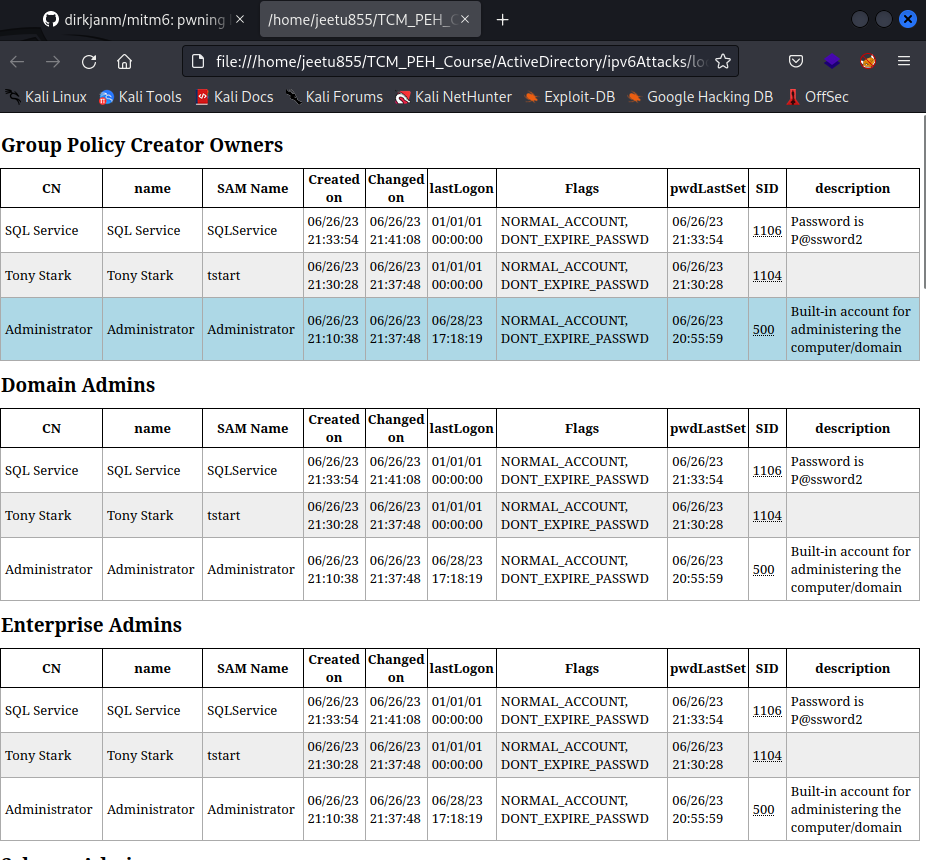 dirkjanm/mitm6: pwning
/home/jeetu855/TCM_PEH_C
file:///home/jeetu855/TCM_PEH_Course/ActiveDirectory/ipv6Attacks/lo
Kali Linux Kali Tools Kali Docs Kali Forums Kali NetHunter Exploit-DB Google Hacking DB OffSec
Group Policy Creator Owners
CN name SAM Name Created on Changed on lastLogon Flags pwdLastSet SID description
SQL Service SQL Service SQLService 06/26/23 21:33:54 06/26/23 21:41:08 01/01/01 00:00:00 NORMAL_ACCOUNT, DONT_EXPIRE_PASSWD 06/26/23 21:33:54 1106 Password is P@ssword2
Tony Stark Tony Stark tstart 06/26/23 21:30:28 06/26/23 21:37:48 01/01/01 00:00:00 NORMAL_ACCOUNT, DONT_EXPIRE_PASSWD 06/26/23 21:30:28 1104
Administrator Administrator Administrator 06/26/23 21:10:38 06/26/23 21:37:48 06/28/23 17:18:19 NORMAL_ACCOUNT, DONT_EXPIRE_PASSWD 06/26/23 20:55:59 500 Built-in account for administering the computer/domain
Domain Admins
CN name SAM Name Created on Changed on lastLogon Flags pwdLastSet SID description
SQL Service SQL Service SQLService 06/26/23 21:33:54 06/26/23 21:41:08 01/01/01 00:00:00 NORMAL_ACCOUNT, DONT_EXPIRE_PASSWD 06/26/23 21:33:54 1106 Password is P@ssword2
Tony Stark Tony Stark tstart 06/26/23 21:30:28 06/26/23 21:37:48 01/01/01 00:00:00 NORMAL_ACCOUNT, DONT_EXPIRE_PASSWD 06/26/23 21:30:28 1104
Administrator Administrator Administrator 06/26/23 21:10:38 06/26/23 21:37:48 06/28/23 17:18:19 NORMAL_ACCOUNT, DONT_EXPIRE_PASSWD 06/26/23 20:55:59 500 Built-in account for administering the computer/domain
Enterprise Admins
CN name SAM Name Created on Changed on lastLogon Flags pwdLastSet SID description
SQL Service SQL Service SQLService 06/26/23 21:33:54 06/26/23 21:41:08 01/01/01 00:00:00 NORMAL_ACCOUNT, DONT_EXPIRE_PASSWD 06/26/23 21:33:54 1106 Password is P@ssword2
Tony Stark Tony Stark tstart 06/26/23 21:30:28 06/26/23 21:37:48 01/01/01 00:00:00 NORMAL_ACCOUNT, DONT_EXPIRE_PASSWD 06/26/23 21:30:28 1104
Administrator Administrator Administrator 06/26/23 21:10:38 06/26/23 21:37:48 06/28/23 17:18:19 NORMAL_ACCOUNT, DONT_EXPIRE_PASSWD 06/26/23 20:55:59 500 Built-in account for administering the computer/domain